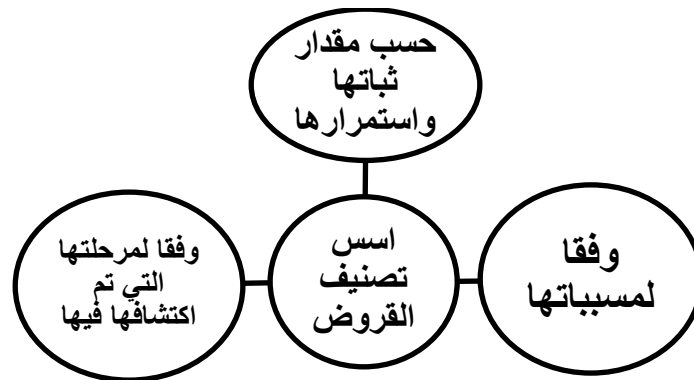 حسب مقدار
ثباتها
واستمرارها
وفقا
لمسبباتها
اسس
تصنيف
القروض
وفقا لمرحلتها
التي تم
اكتشافها فيها